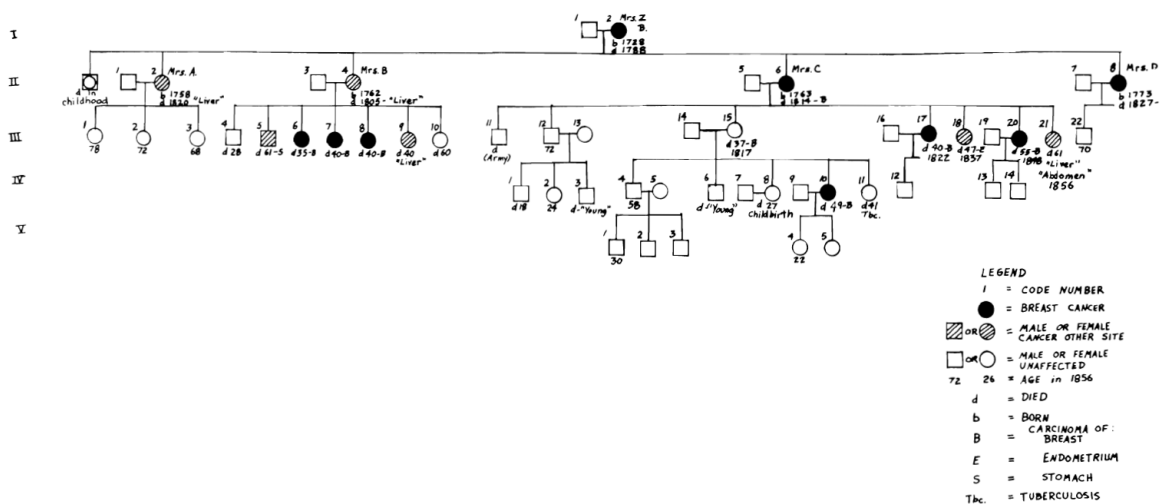 I
1 2 Mrs. Z
B.
b 1728
d 1788
II
d in childhood
1 2 Mrs. A.
b 1758
d 1820 "Liver"
3 4 Mrs. B
b 1762
d 1805- "Liver"
5 6 Mrs. C
b 1763
d 1814-B
7 8 Mrs. D
b 1773
d 1827-
III
1 2 3 4 5 6 7 8 9 10 11 12 13 14 15 16 17 18 19 20 21 22
78
72
68
d 28
d 61-S
d 35-B
d 40-B
d 40-B
d 40
"Liver"
d 60
d
(Army)
72
d 37-B
1817
d 40-B
1822
d 47-E
1837
d 55-B
d 61
"Liver"
"Abdomen"
1856
70
IV
1 2 3 4 5 6 7 8 9 10 11 12 13 14
d 18
24
d-"Young"
58
d-"Young"
d 27
Childbirth
d 49-B
d 41
Tbc.
V
1 2 3 4 5
30
22
LEGEND
1 = CODE NUMBER
= BREAST CANCER
OR = MALE OR FEMALE
CANCER OTHER SITE
OR = MALE OR FEMALE
UNAFFECTED
72 26 = AGE in 1856
d = DIED
b = BORN
CARCINOMA OF:
B = BREAST
E = ENDOMETRIUM
S = STOMACH
Tbc. = TUBERCULOSIS